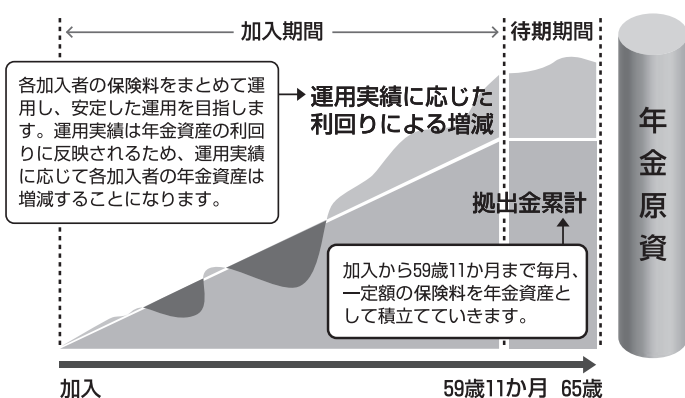 加入期間
待期期間
各加入者の保険料をまとめて運
用し、安定した運用を目指しま
す。運用実績は年金資産の利回
りに反映されるため、運用実績
に応じて各加入者の年金資産は
増減することになります。
運用実績に応じた
利回りによる増減
拠出金累計
加入から59歳11か月まで毎月、
一定額の保険料を年金資産と
して積立てていきます。
年金原資
加入
59歳11か月
65歳